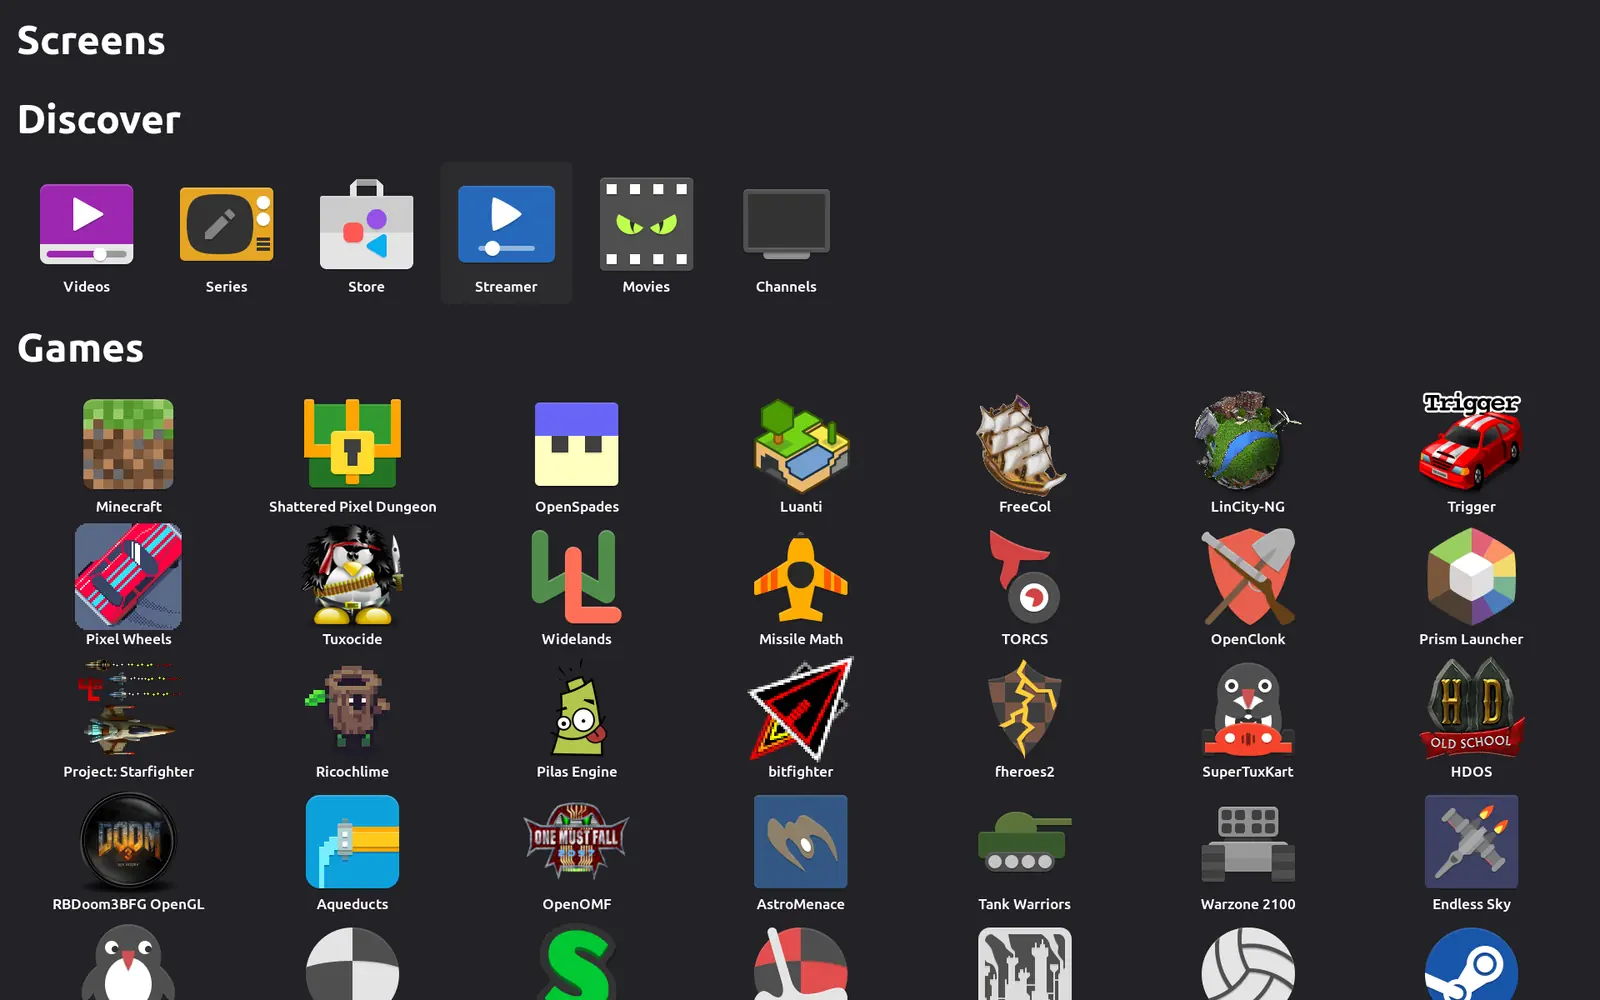 Screens
Discover
Videos
Series
Store
Streamer
Movies
Channels
Games
Trigger
Minecraft
Shattered Pixel Dungeon
OpenSpades
Luanti
FreeCol
LinCity-NG
Trigger
Pixel Wheels
Tuxocide
Widelands
Missile Math
TORCS
OpenClonk
Prism Launcher
HD
OLD SCHOOL
Project: Starfighter
Ricochlime
Pilas Engine
bitfighter
fheroes2
SuperTuxKart
HDOS
DOOM
3
ONE MUST FALL
RBDoom3BFG OpenGL
Aqueducts
OpenOMF
AstroMenace
Tank Warriors
Warzone 2100
Endless Sky
S